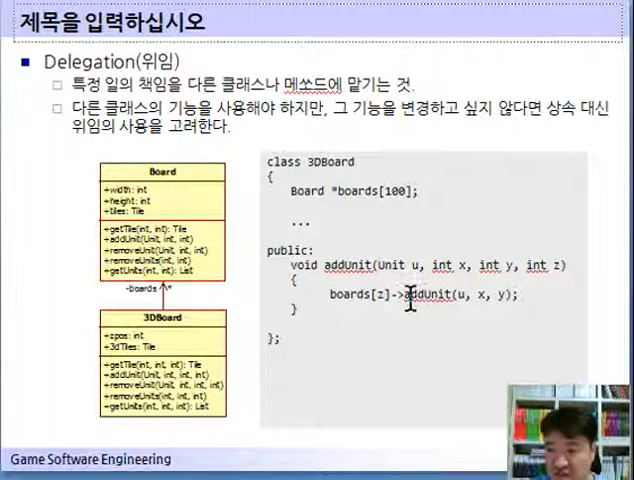 제목을 입력하십시오
Delegation(위임)
특정 일의 책임을 다른 클래스나 메쏘드에 맡기는 것.
다른 클래스의 기능을 사용해야 하지만, 그 기능을 변경하고 싶지 않다면 상속 대신
위임의 사용을 고려한다.
Board
+width: int
+height: int
+tiles: Tile
+getTile(int, int): Tile
+addUnit(Unit, int, int)
+removeUnit(Unit, int, int)
+removeUnits(int, int)
+getUnits(int, int): List
-boards *
3DBoard
+zpos: int
+3dTiles: Tile
+getTile(int, int, int): Tile
+addUnit(Unit, int, int, int)
+removeUnit(Unit, int, int, int)
+removeUnits(int, int, int)
+getUnits(int, int, int): List
class 3DBoard
{
Board *boards[100];
...
public:
void addUnit(Unit u, int x, int y, int z)
{
boards[z]->addUnit(u, x, y);
}
};
Game Software Engineering